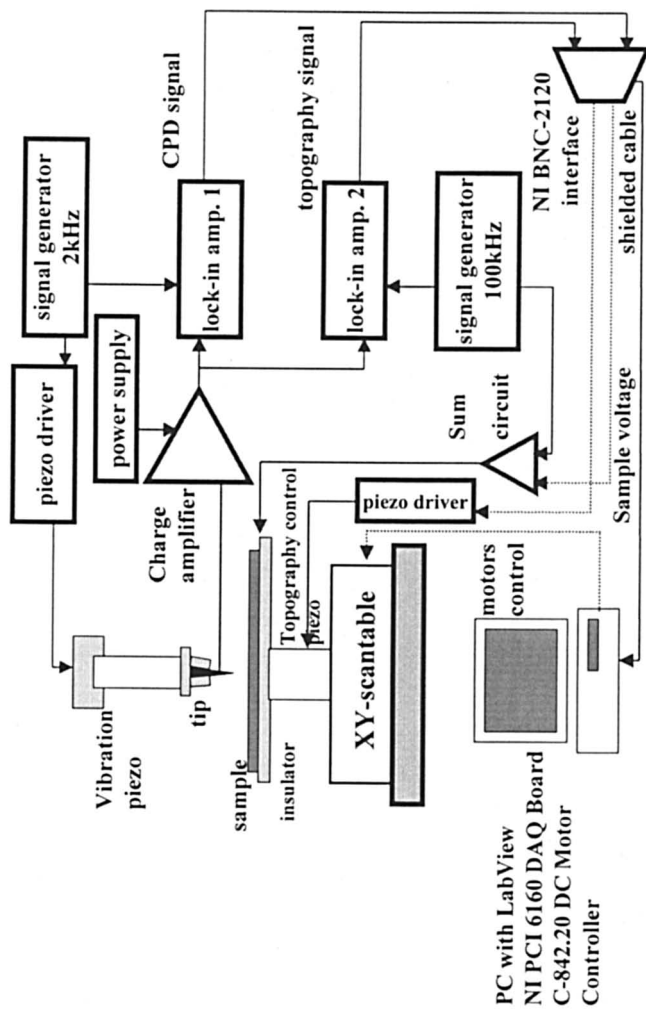 signal generator
2kHz
piezo driver
power supply
CPD signal
lock-in amp. 1
Charge
amplifier
Vibration
piezo
tip
topography signal
lock-in amp. 2
signal generator
100kHz
Sum
circuit
sample
insulator
Topography control
piezo
piezo driver
XY-scantable
NI BNC-2120
interface
shielded cable
Sample voltage
motors
control
PC with LabView
NI PCI 6160 DAQ Board
C-842.20 DC Motor
Controller